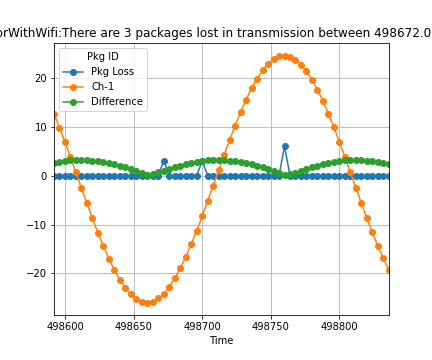 orWithWifi:There are 3 packages lost in transmission between 498672.0
Pkg ID
Pkg Loss
Ch-1
Difference
20
10
0
−10
−20
498600 498650 498700 498750 498800
Time